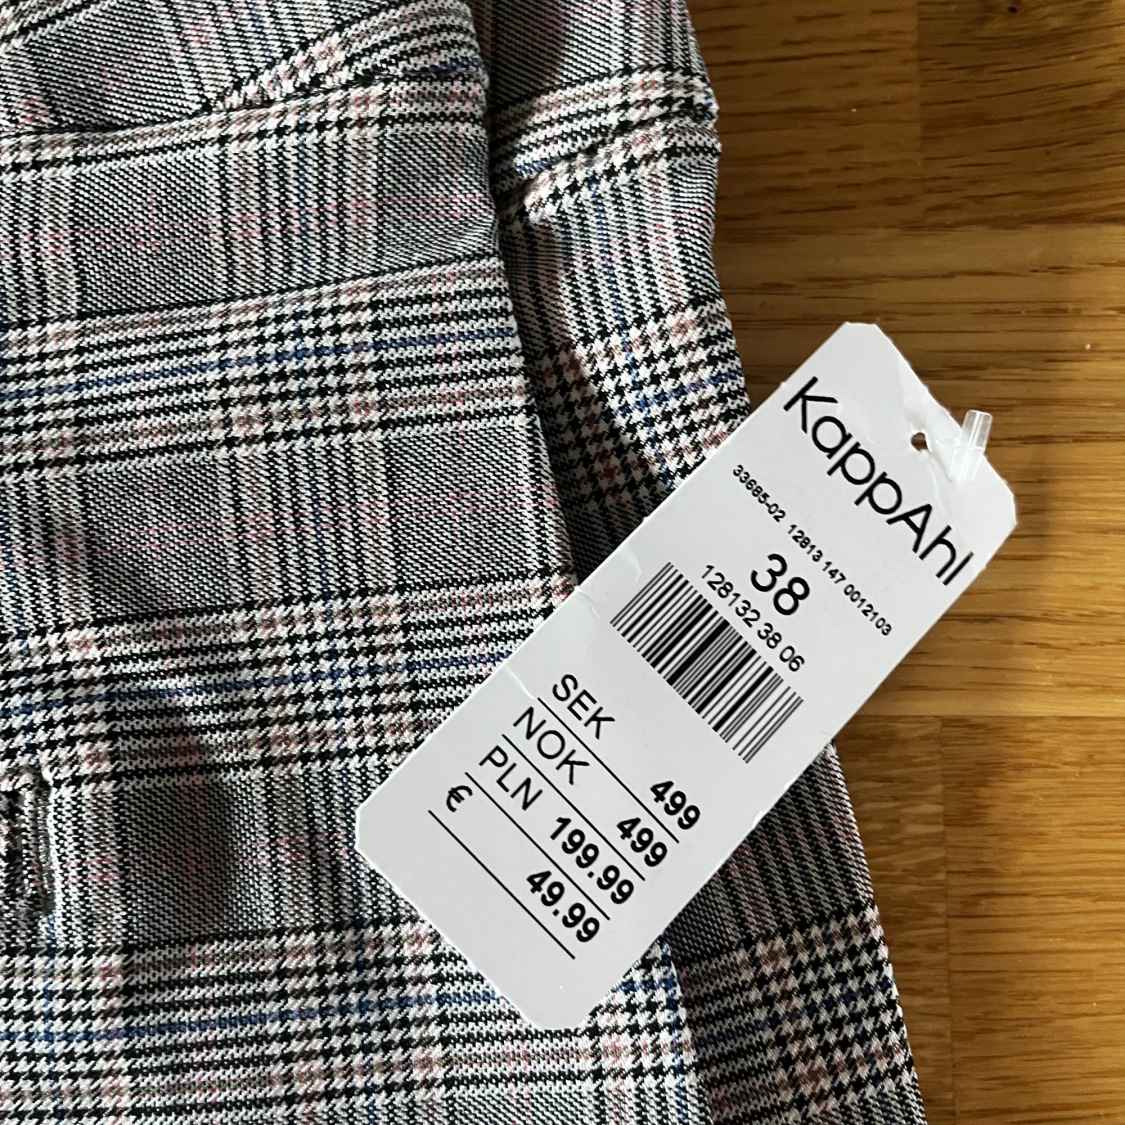 KappAhl
33685-02 12813 147 0012103
38
128132 38 06
SEK 499
NOK 499
PLN 199.99
€ 49.99